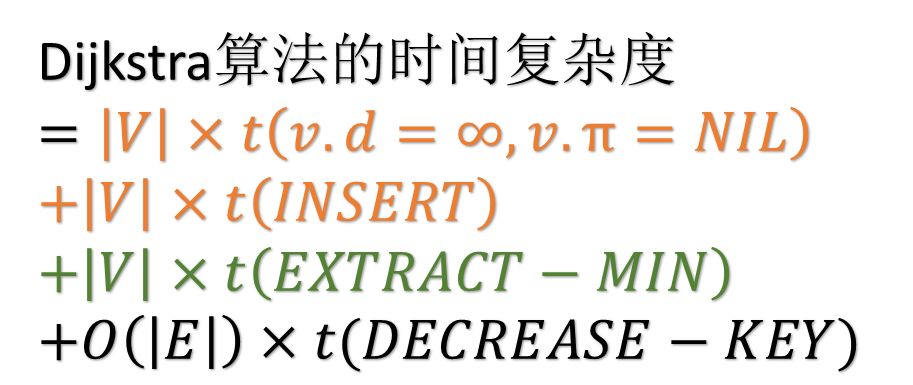 Dijkstra算法的时间复杂度
= |V| × t(v.d = ∞, v.π = NIL)
+|V| × t(INSERT)
+|V| × t(EXTRACT − MIN)
+O(|E|) × t(DECREASE − KEY)